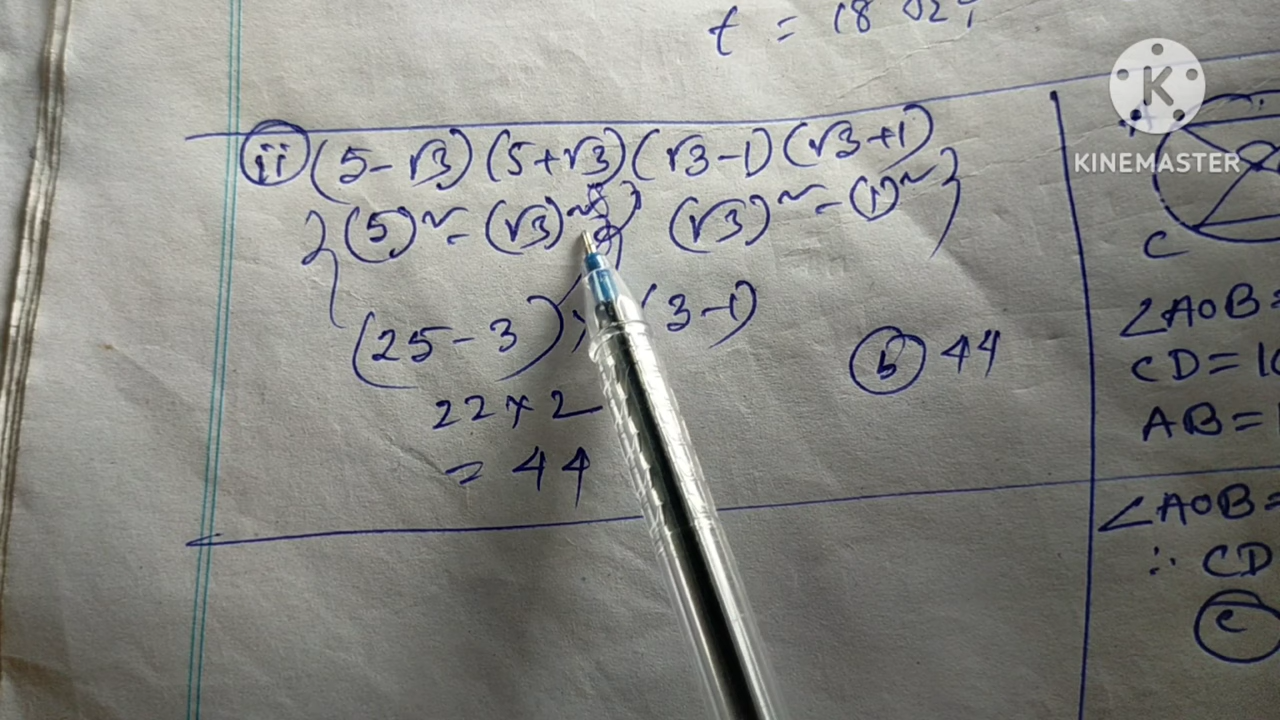 t = 18
KINEMASTER
(ii) (5-√3) (5+√3) (√3-1) (√3+1)
{(5)² - (√3)²} {(√3)² - (1)²}
(25-3) × (3-1)
22×2
= 44
(b) 44
A
C
∠AOB=
CD=10
AB=
∠AOB=
∴ CD
(c)